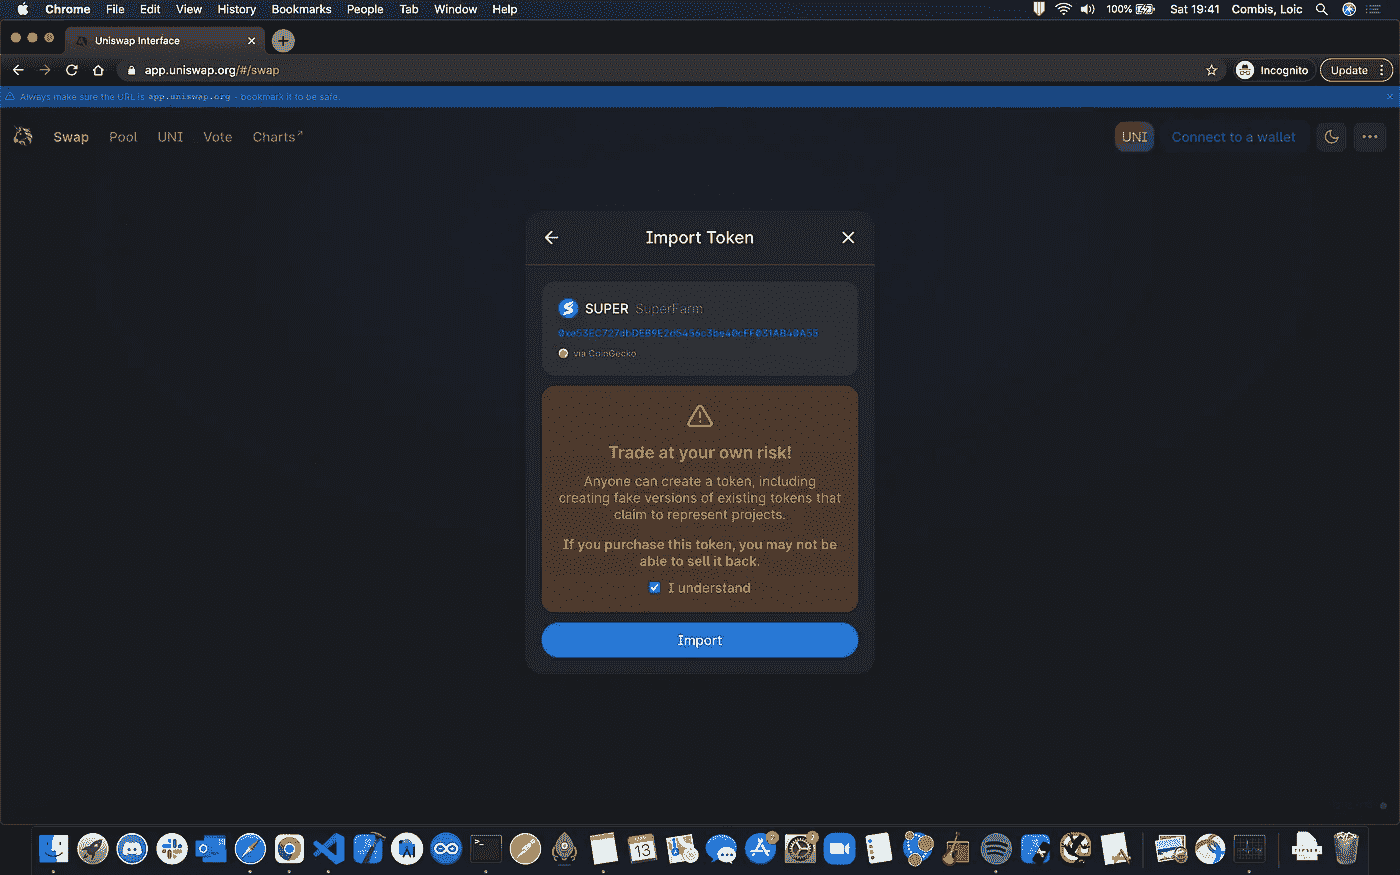 Chrome File Edit View History Bookmarks People Tab Window Help 100% Sat 19:41 Combis, Loic
Uniswap Interface
app.uniswap.org/#/swap Incognito Update
Always make sure the URL is app.uniswap.org - bookmark it to be safe.
Swap Pool UNI Vote Charts↗ UNI Connect to a wallet
Import Token
SUPER SuperFarm
via CoinGecko
Trade at your own risk!
Anyone can create a token, including
creating fake versions of existing tokens that
claim to represent projects.
If you purchase this token, you may not be
able to sell it back.
I understand
Import
13